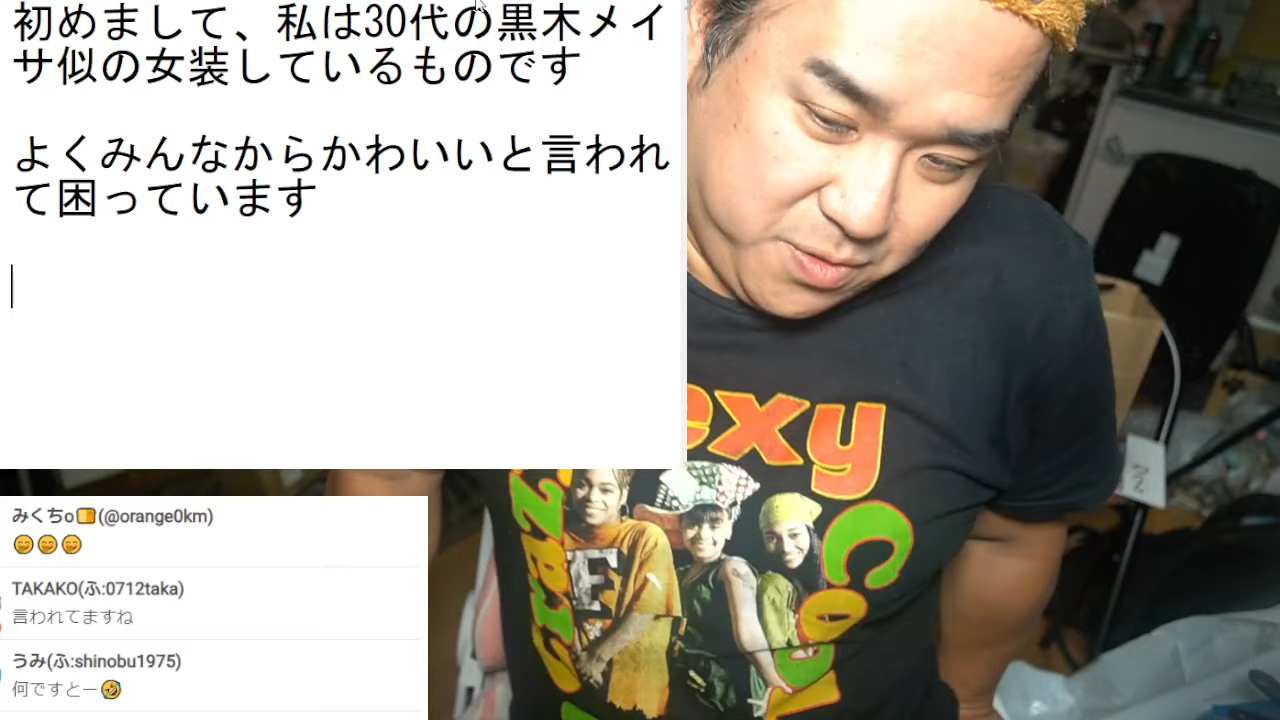 初めまして、私は30代の黒木メイ
サ似の女装しているものです
よくみんなからかわいいと言われ
て困っています
みくちo🍞(@orange0km)
😄😄😄
TAKAKO(ふ:0712taka)
言われてますね
うみ(ふ:shinobu1975)
何ですとー🤣
exy
Crazy
Cool